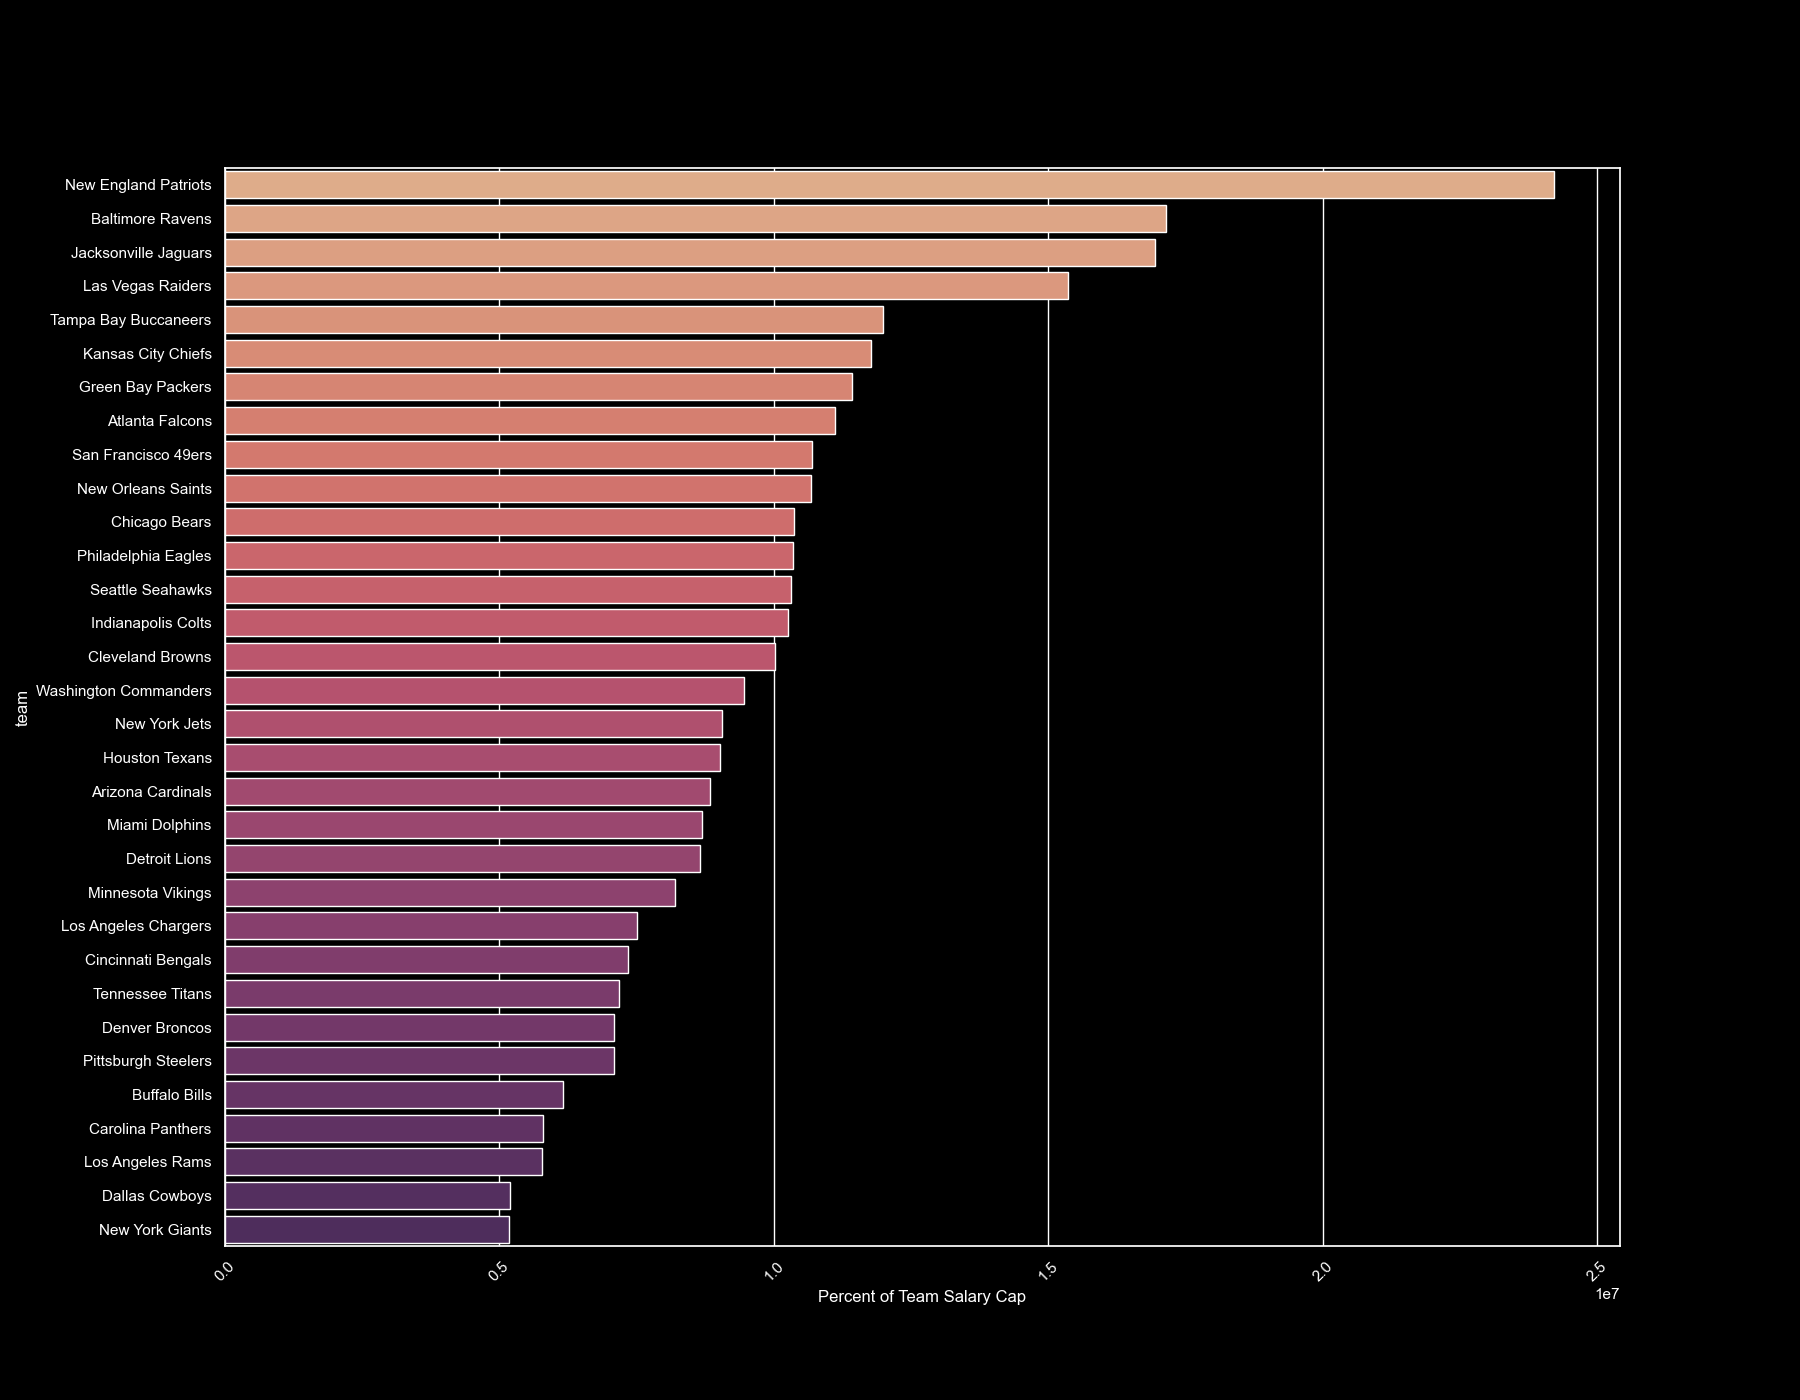 New England Patriots
Baltimore Ravens
Jacksonville Jaguars
Las Vegas Raiders
Tampa Bay Buccaneers
Kansas City Chiefs
Green Bay Packers
Atlanta Falcons
San Francisco 49ers
New Orleans Saints
Chicago Bears
Philadelphia Eagles
Seattle Seahawks
Indianapolis Colts
Cleveland Browns
Washington Commanders
New York Jets
Houston Texans
Arizona Cardinals
Miami Dolphins
Detroit Lions
Minnesota Vikings
Los Angeles Chargers
Cincinnati Bengals
Tennessee Titans
Denver Broncos
Pittsburgh Steelers
Buffalo Bills
Carolina Panthers
Los Angeles Rams
Dallas Cowboys
New York Giants
team
0.0 0.5 1.0 1.5 2.0 2.5
1e7
Percent of Team Salary Cap